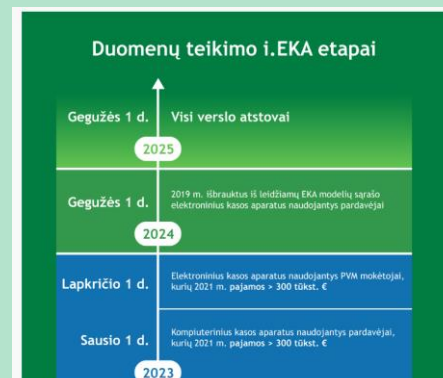 Duomenų teikimo i.EKA etapai
Gegužės 1 d.
Visi verslo atstovai
2025
Gegužės 1 d.
2019 m. išbrauktus iš leidžiamų EKA modelių sąrašo
elektroninius kasos aparatus naudojantys pardavėjai
2024
Lapkričio 1 d.
Elektroninius kasos aparatus naudojantys PVM mokėtojai,
kurių 2021 m. pajamos > 300 tūkst. €
Sausio 1 d.
Kompiuterinius kasos aparatus naudojantys pardavėjai,
kurių 2021 m. pajamos > 300 tūkst. €
2023